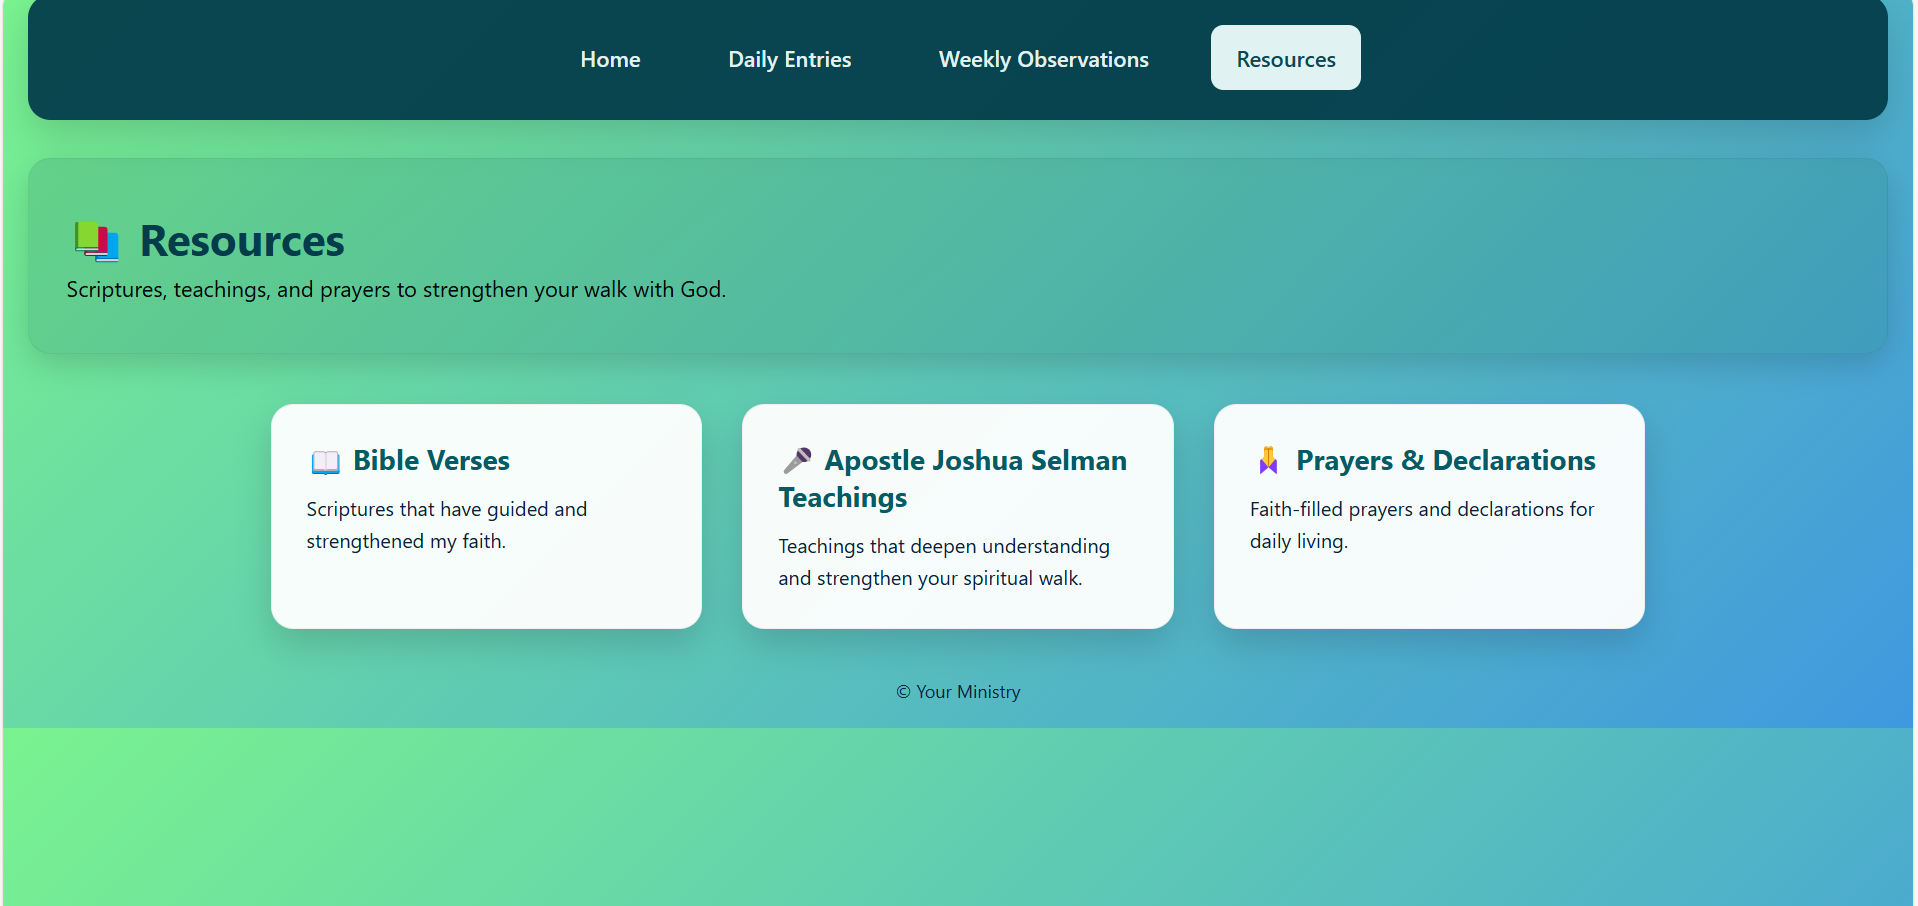 Home
Daily Entries
Weekly Observations
Resources
Resources
Scriptures, teachings, and prayers to strengthen your walk with God.
Bible Verses
Scriptures that have guided and
strengthened my faith.
Apostle Joshua Selman
Teachings
Teachings that deepen understanding
and strengthen your spiritual walk.
Prayers & Declarations
Faith-filled prayers and declarations for
daily living.
© Your Ministry